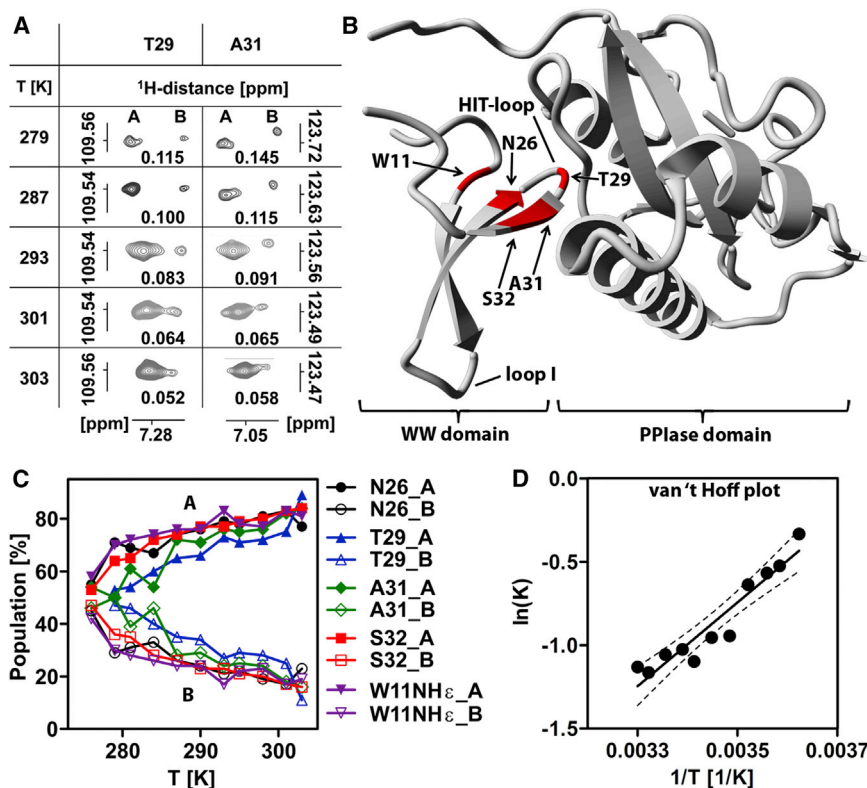 A
T29 A31
T [K] ¹H-distance [ppm]
279 109.56 A B 0.115 A B 0.145 123.72
287 109.54 0.100 0.115 123.63
293 109.54 0.083 0.091 123.56
301 109.54 0.064 0.065 123.49
303 109.56 0.052 0.058 123.47
[ppm] 7.28 7.05 [ppm]
B
HIT-loop
N26
W11
T29
S32
A31
loop I
WW domain PPIase domain
C
Population [%]
80
60
40
20
0
A
B
280 290 300
T [K]
N26_A
N26_B
T29_A
T29_B
A31_A
A31_B
S32_A
S32_B
W11NHε_A
W11NHε_B
D
van 't Hoff plot
ln(K)
0.0
-0.5
-1.0
-1.5
0.0033 0.0035 0.0037
1/T [1/K]